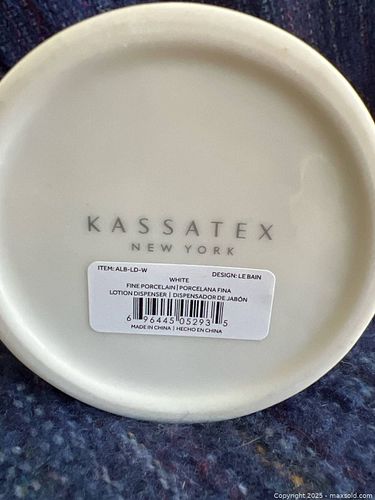 KASSATEX
NEW YORK
ITEM: ALB-LD-W DESIGN: LE BAIN
WHITE
FINE PORCELAIN | PORCELANA FINA
LOTION DISPENSER | DISPENSADOR DE JABÓN
6 96445 05293 5
MADE IN CHINA | HECHO EN CHINA
Copyright 2025 - maxsold.com